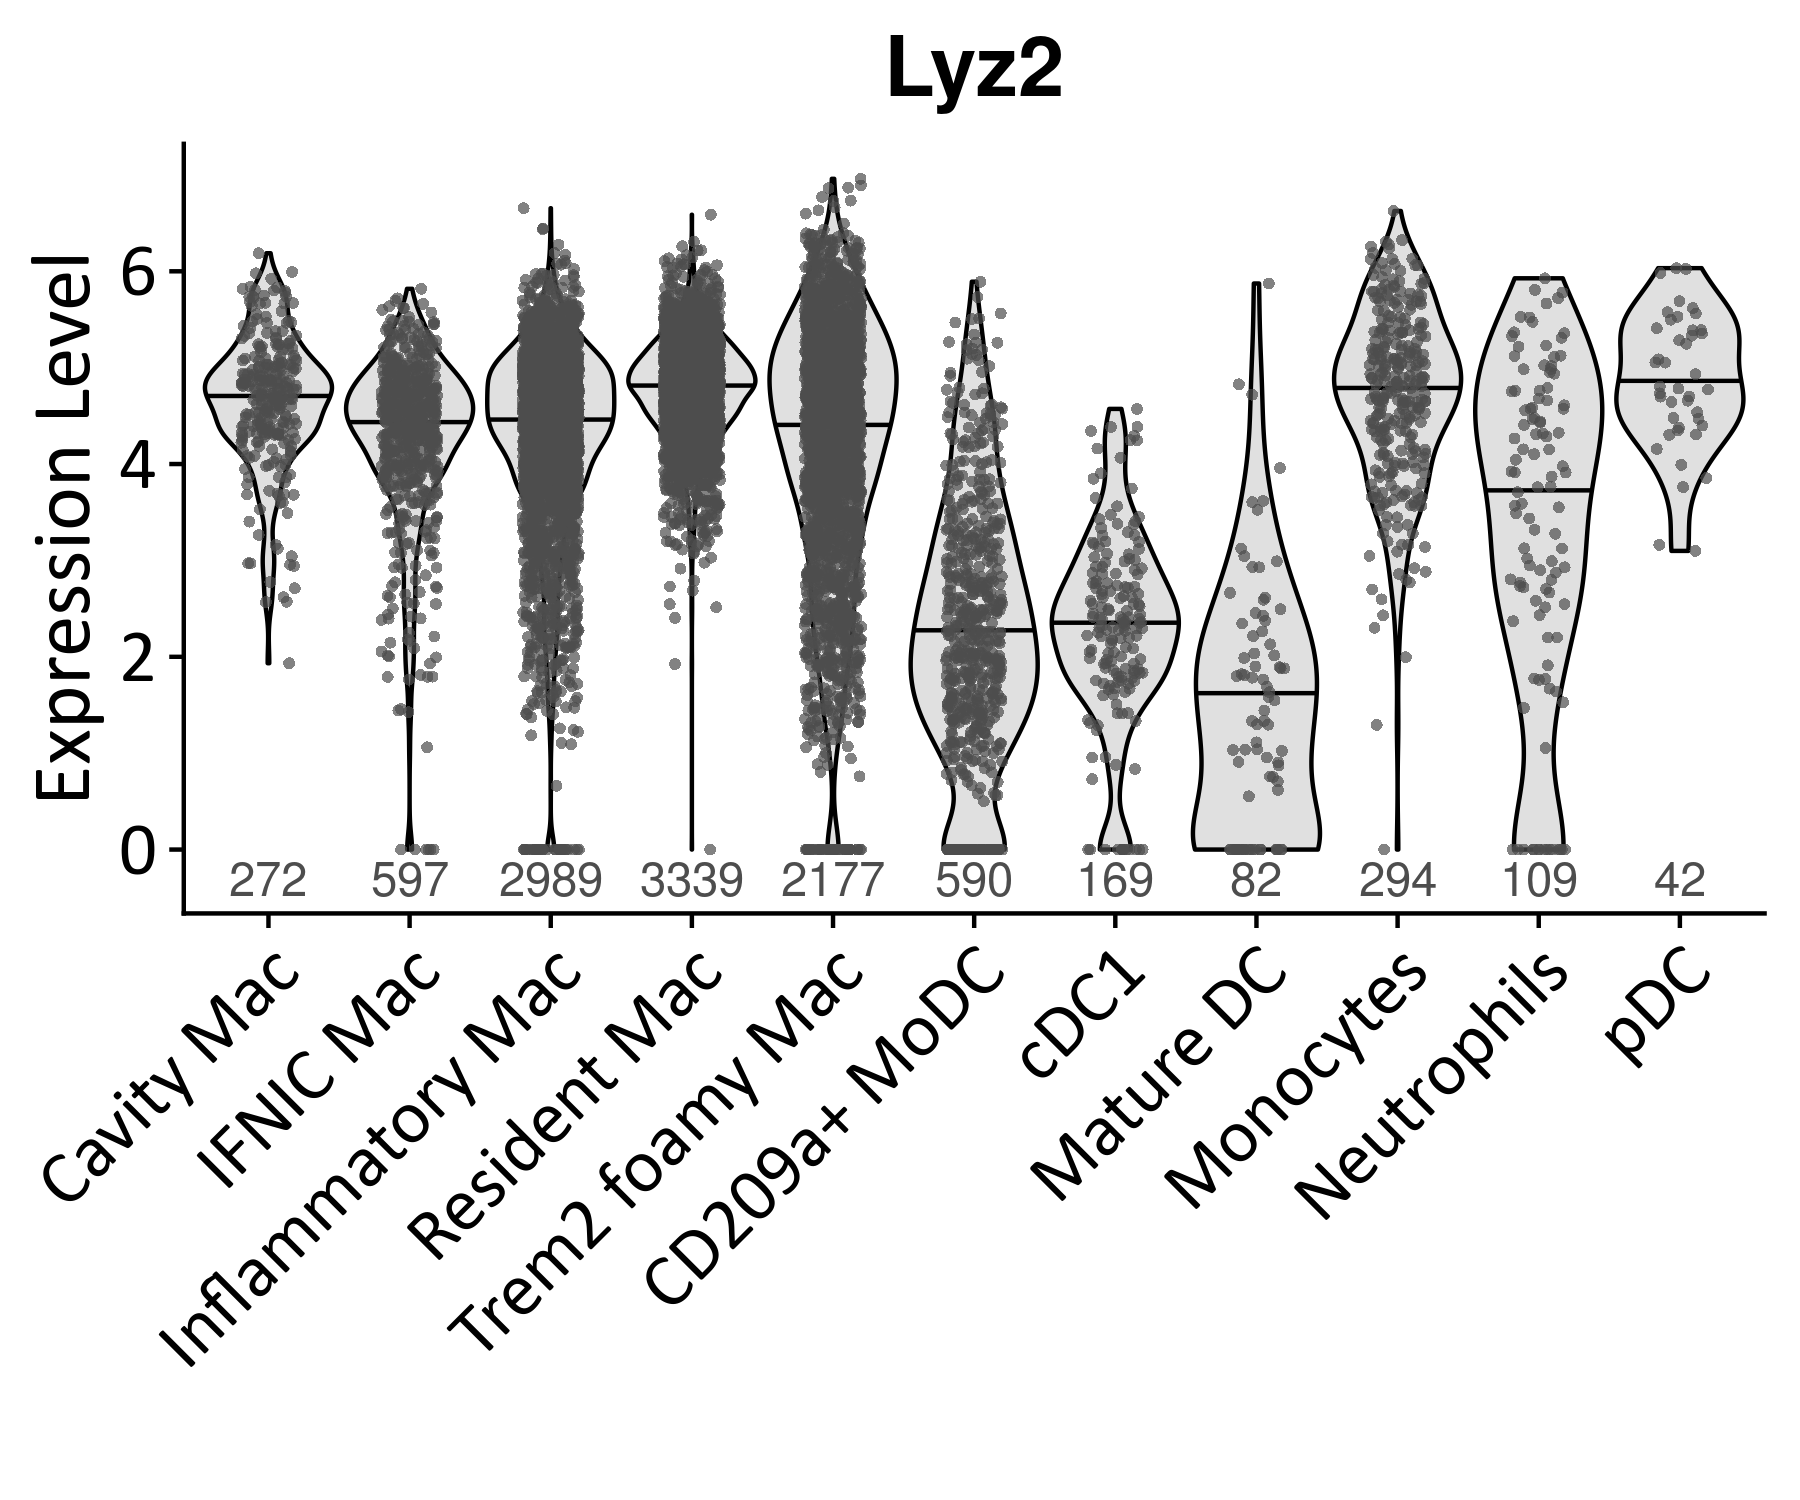 Lyz2
Expression Level
6
4
2
0
272 597 2989 3339 2177 590 169 82 294 109 42
Cavity Mac
IFNIC Mac
Inflammatory Mac
Resident Mac
Trem2 foamy Mac
CD209a+ MoDC
cDC1
Mature DC
Monocytes
Neutrophils
pDC